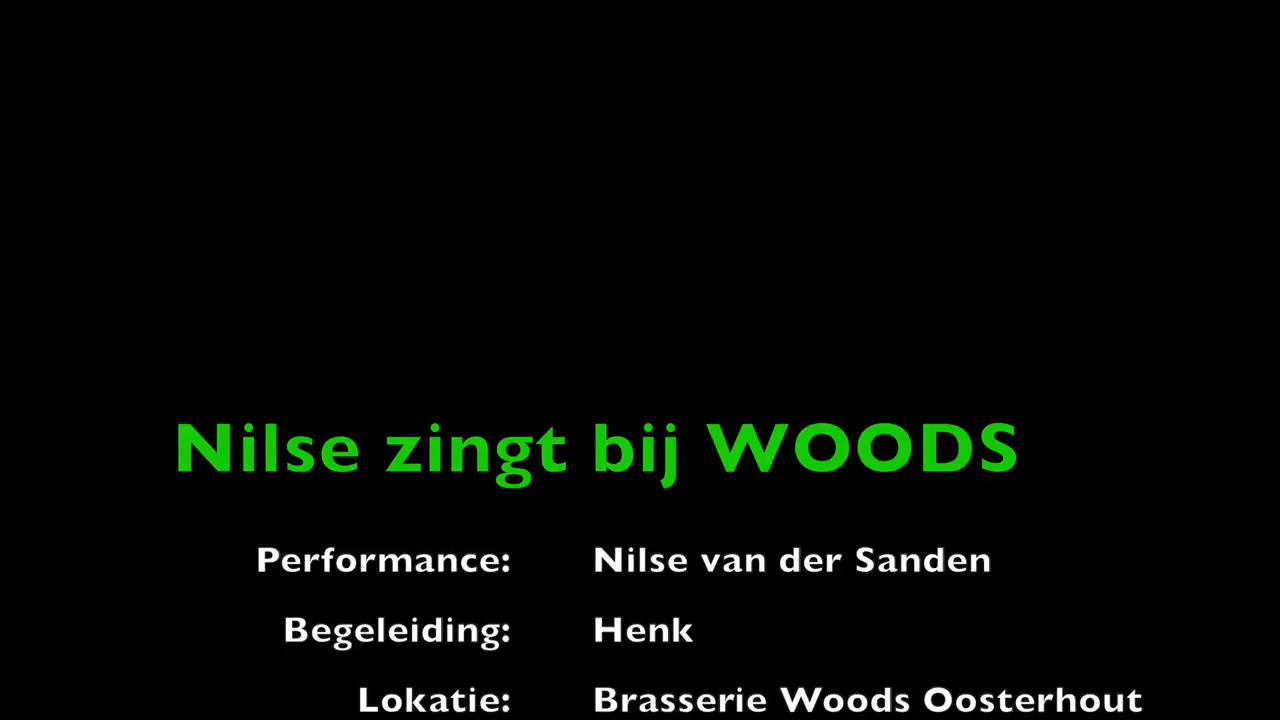 Nilse zingt bij WOODS
Performance: Nilse van der Sanden
Begeleiding: Henk
Lokatie: Brasserie Woods Oosterhout